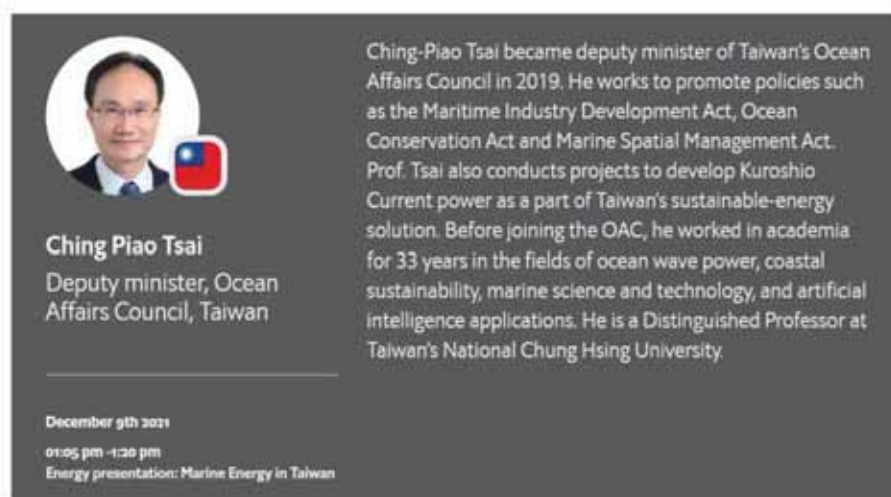 Ching Piao Tsai
Deputy minister, Ocean
Affairs Council, Taiwan
December 9th 2021
01:05 pm -1:20 pm
Energy presentation: Marine Energy in Taiwan
Ching-Piao Tsai became deputy minister of Taiwan's Ocean
Affairs Council in 2019. He works to promote policies such
as the Maritime Industry Development Act, Ocean
Conservation Act and Marine Spatial Management Act.
Prof. Tsai also conducts projects to develop Kuroshio
Current power as a part of Taiwan's sustainable-energy
solution. Before joining the OAC, he worked in academia
for 33 years in the fields of ocean wave power, coastal
sustainability, marine science and technology, and artificial
intelligence applications. He is a Distinguished Professor at
Taiwan's National Chung Hsing University.